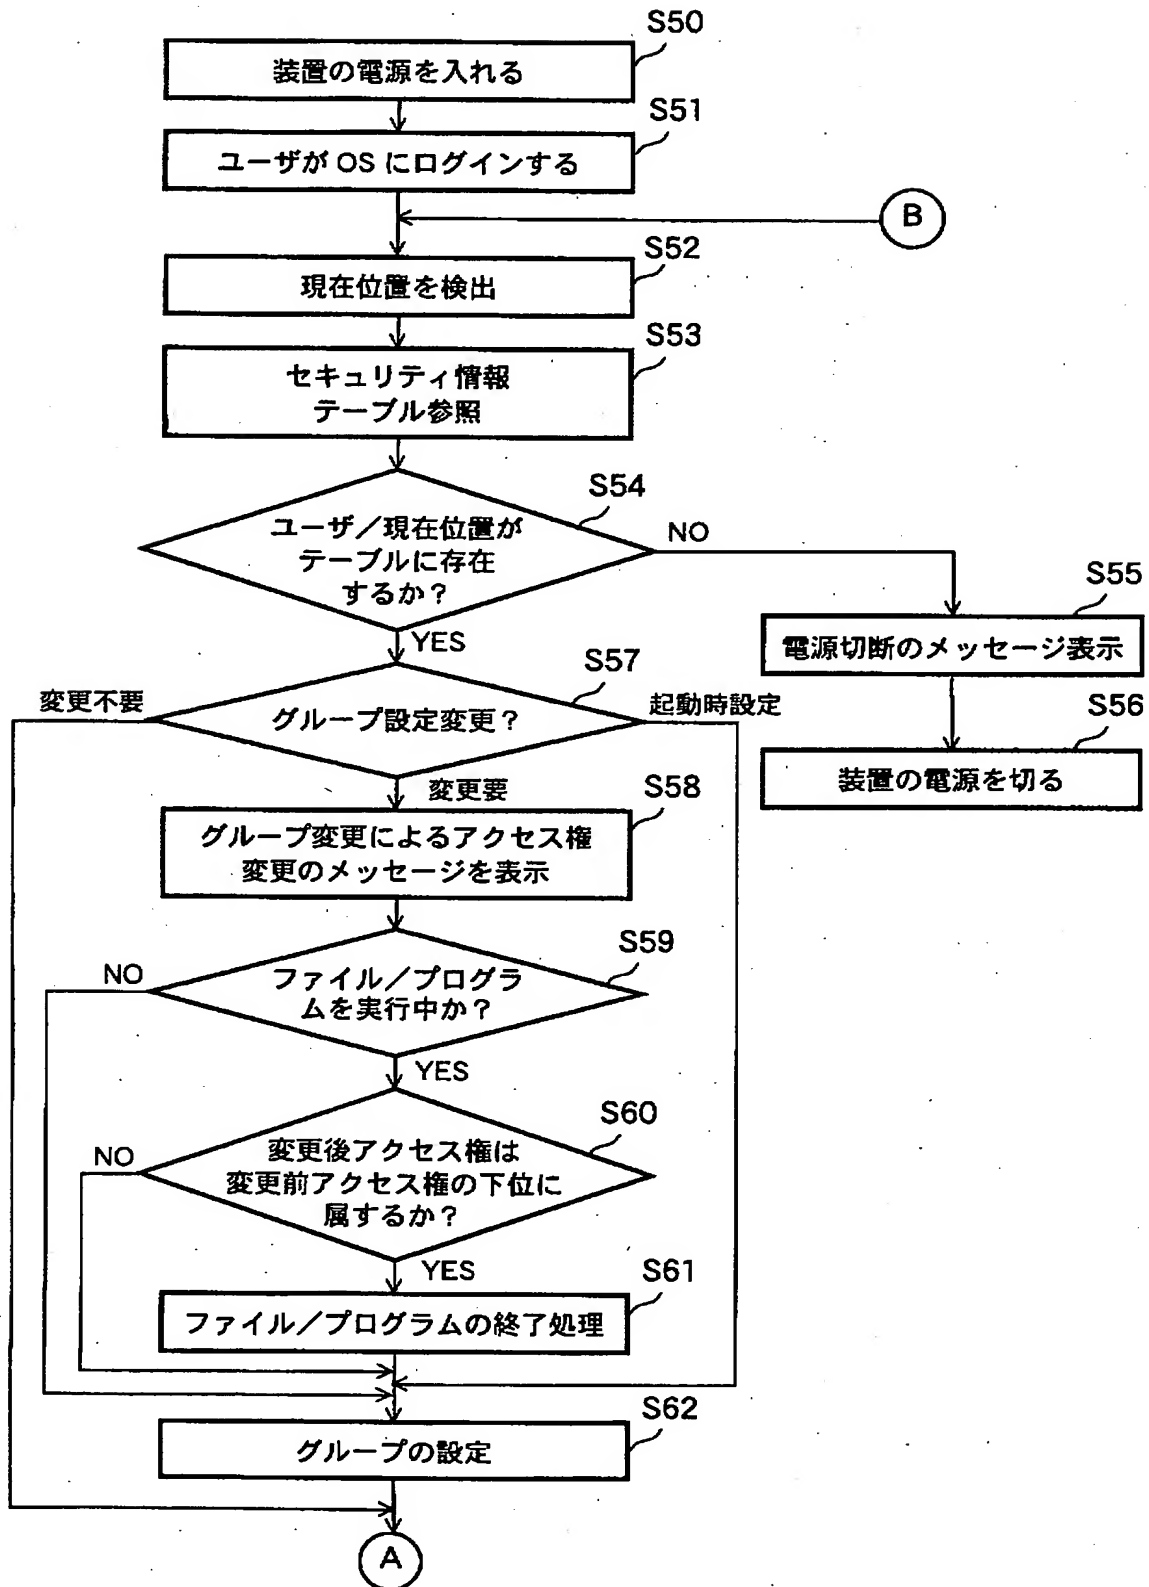 S50
装置の電源を入れる
S51
ユーザが OS にログインする
B
S52
現在位置を検出
S53
セキュリティ情報
テーブル参照
S54
ユーザ／現在位置が
テーブルに存在
するか？
NO
YES
S55
電源切断のメッセージ表示
S56
装置の電源を切る
S57
グループ設定変更？
変更不要
起動時設定
変更要
S58
グループ変更によるアクセス権
変更のメッセージを表示
S59
ファイル／プログラ
ムを実行中か？
NO
YES
S60
変更後アクセス権は
変更前アクセス権の下位に
属するか？
NO
YES
S61
ファイル／プログラムの終了処理
S62
グループの設定
A